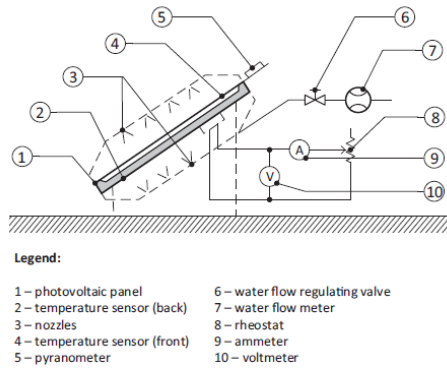 5
6
4
7
3
8
2
A
9
1
V
10
Legend:
1 – photovoltaic panel
2 – temperature sensor (back)
3 – nozzles
4 – temperature sensor (front)
5 – pyranometer
6 – water flow regulating valve
7 – water flow meter
8 – rheostat
9 – ammeter
10 – voltmeter